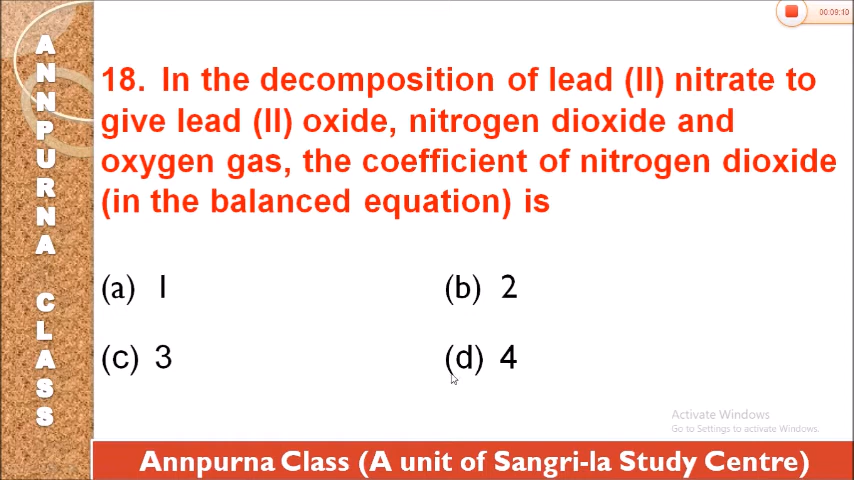 00:09:10
ANNPURNA CLASS
18. In the decomposition of lead (II) nitrate to
give lead (II) oxide, nitrogen dioxide and
oxygen gas, the coefficient of nitrogen dioxide
(in the balanced equation) is
(a) 1 (b) 2
(c) 3 (d) 4
Activate Windows
Go to Settings to activate Windows.
Annpurna Class (A unit of Sangri-la Study Centre)